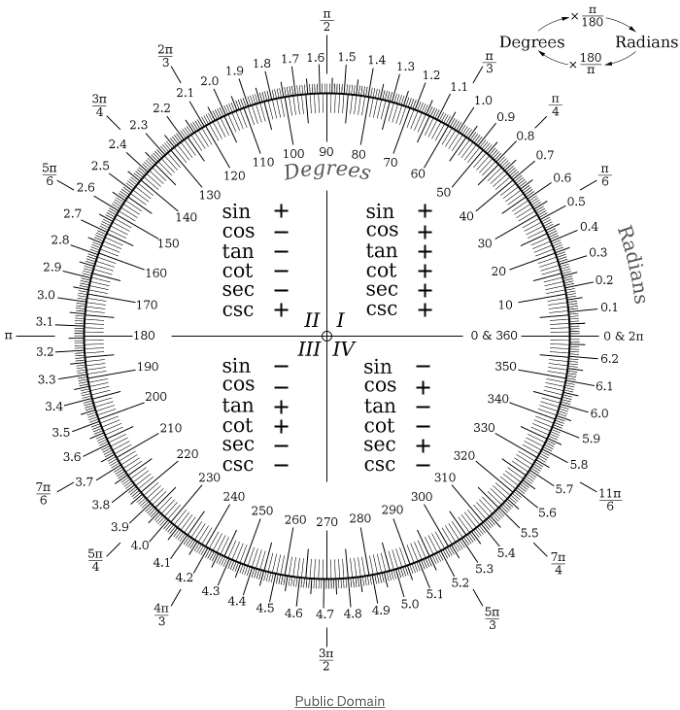 π/2
× π/180
Degrees Radians
× 180/π
π/3
π/4
π/6
Radians
0 & 2π
11π/6
7π/4
5π/3
3π/2
4π/3
5π/4
7π/6
π
5π/6
3π/4
2π/3
0.1
0.2
0.3
0.4
0.5
0.6
0.7
0.8
0.9
1.0
1.1
1.2
1.3
1.4
1.5
1.6
1.7
1.8
1.9
2.0
2.1
2.2
2.3
2.4
2.5
2.6
2.7
2.8
2.9
3.0
3.1
3.2
3.3
3.4
3.5
3.6
3.7
3.8
3.9
4.0
4.1
4.2
4.3
4.4
4.5
4.6
4.7
4.8
4.9
5.0
5.1
5.2
5.3
5.4
5.5
5.6
5.7
5.8
5.9
6.0
6.1
6.2
Degrees
0 & 360
10
20
30
40
50
60
70
80
90
100
110
120
130
140
150
160
170
180
190
200
210
220
230
240
250
260
270
280
290
300
310
320
330
340
350
sin +
cos −
tan −
cot −
sec −
csc +
II
sin +
cos +
tan +
cot +
sec +
csc +
I
III
sin −
cos −
tan +
cot +
sec −
csc −
IV
sin −
cos +
tan −
cot −
sec +
csc −
Public Domain